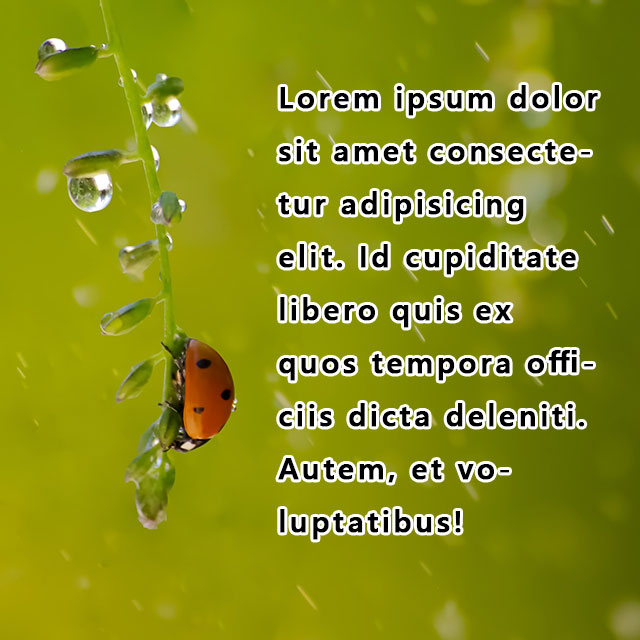 Lorem ipsum dolor
sit amet consecte-
tur adipisicing
elit. Id cupiditate
libero quis ex
quos tempora offi-
ciis dicta deleniti.
Autem, et vo-
luptatibus!